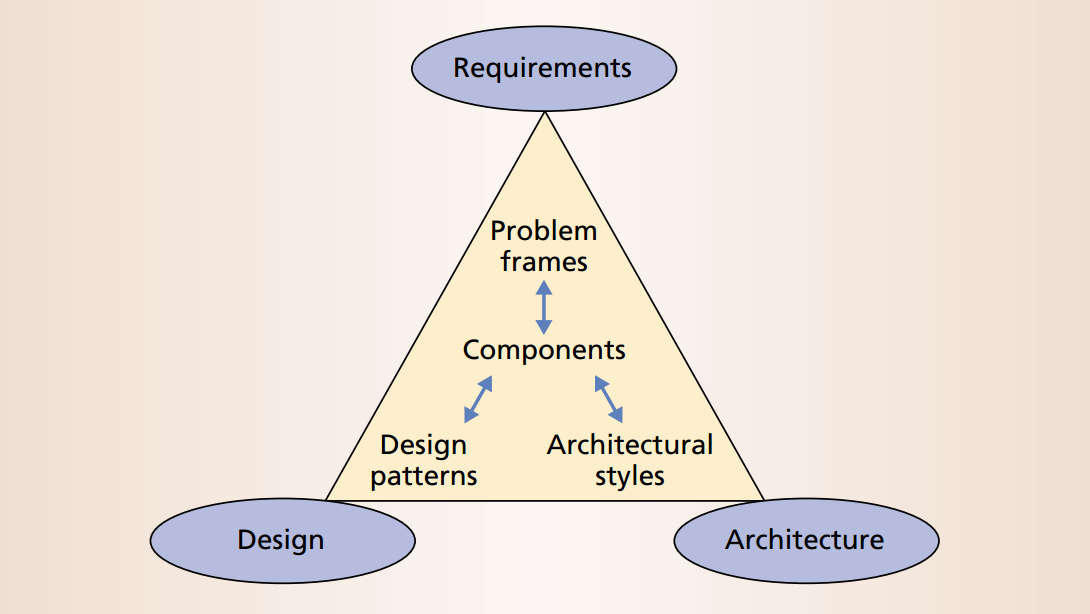 Requirements
Problem
frames
Components
Design
patterns
Architectural
styles
Design
Architecture